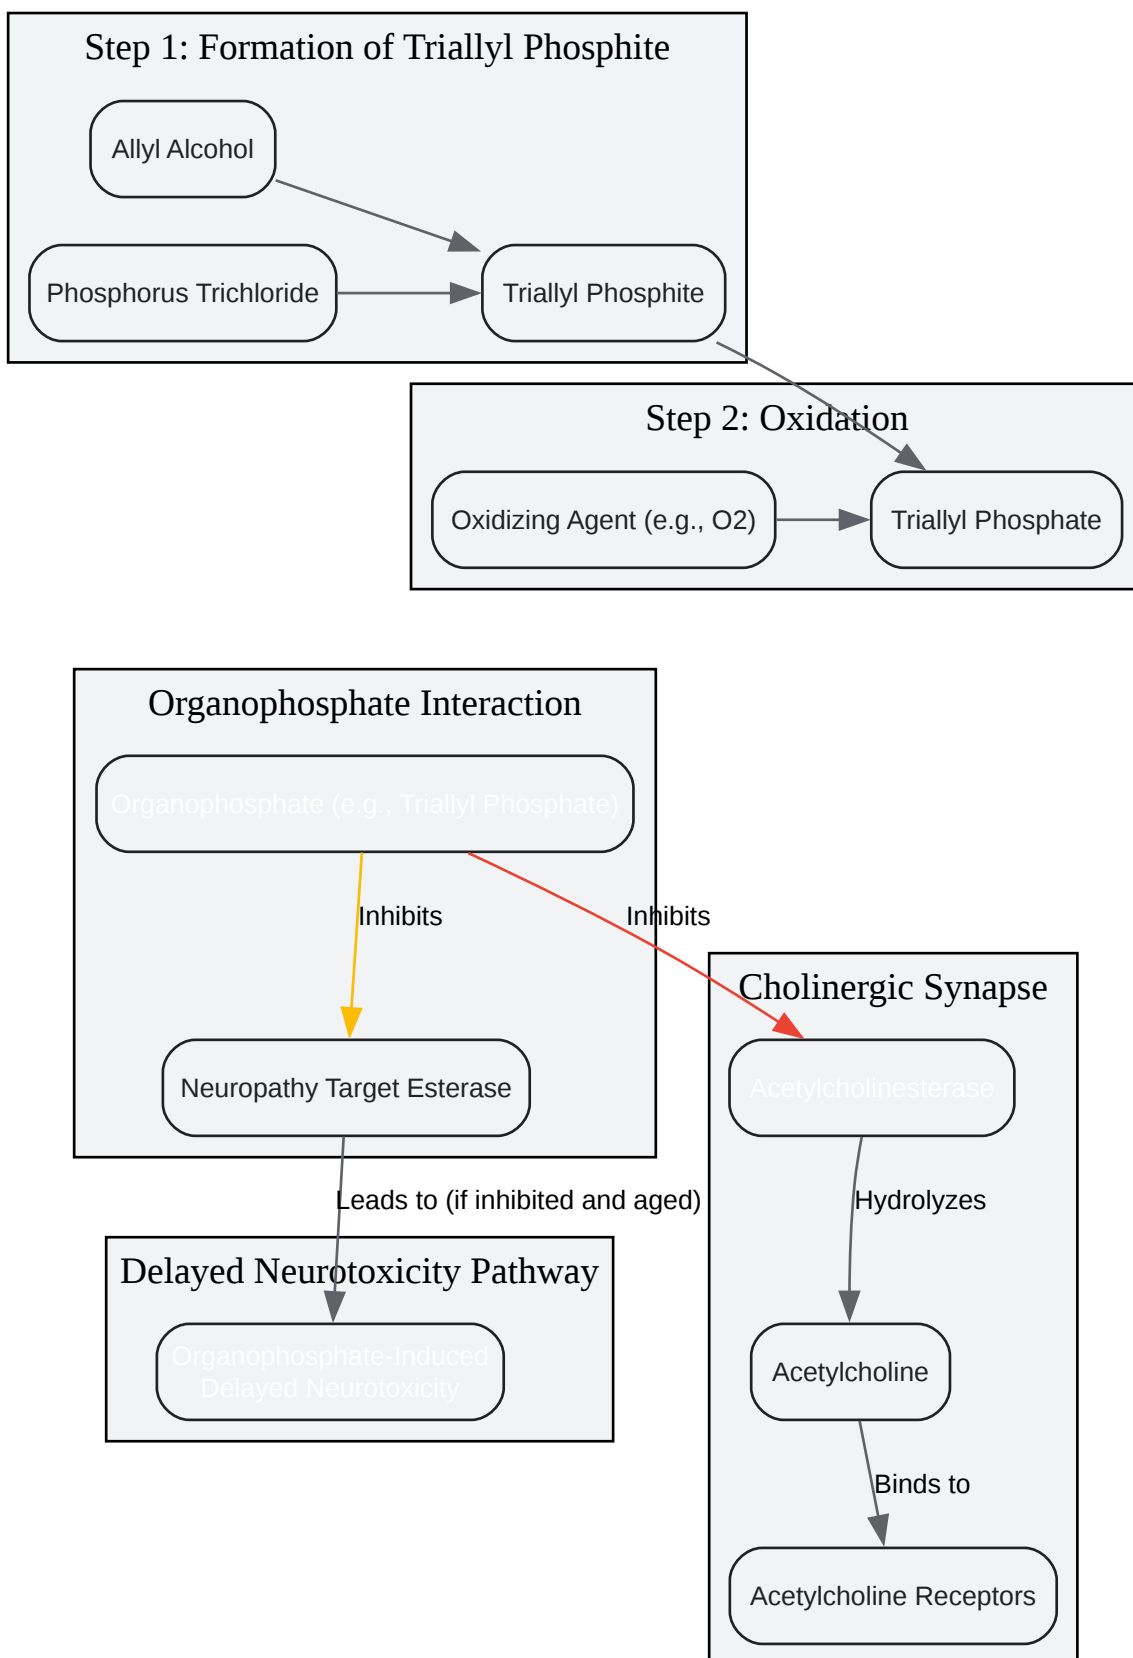 Step 1: Formation of Triallyl Phosphite
Allyl Alcohol
Phosphorus Trichloride
Triallyl Phosphite
Step 2: Oxidation
Oxidizing Agent (e.g., O2)
Triallyl Phosphate
Organophosphate Interaction
Organophosphate (e.g., Triallyl Phosphate)
Inhibits
Inhibits
Neuropathy Target Esterase
Leads to (if inhibited and aged)
Delayed Neurotoxicity Pathway
Organophosphate-Induced
Delayed Neurotoxicity
Cholinergic Synapse
Acetylcholinesterase
Hydrolyzes
Acetylcholine
Binds to
Acetylcholine Receptors